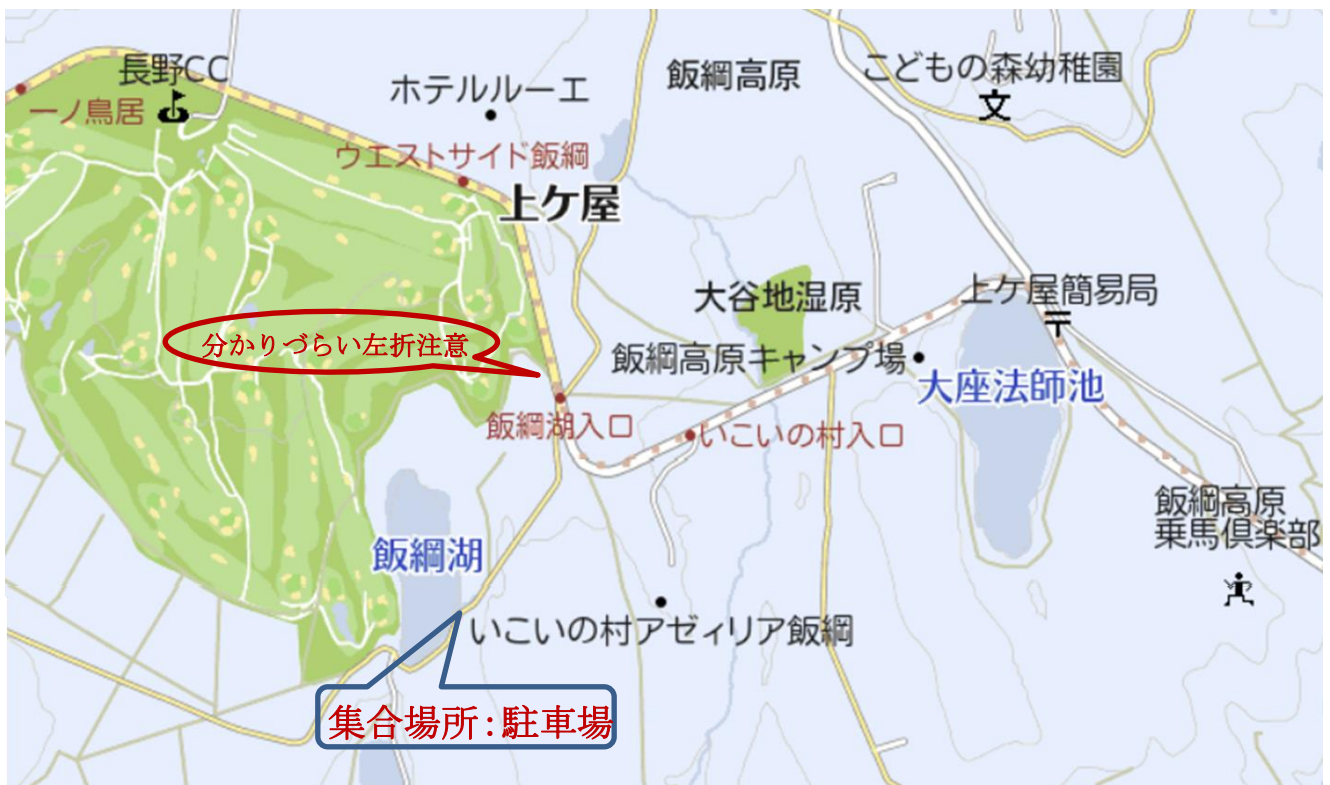 長野CC
一ノ鳥居
ホテルルーエ
飯綱高原
こどもの森幼稚園
文
ウエストサイド飯綱
上ケ屋
大谷地湿原
上ケ屋簡易局
〒
分かりづらい左折注意
飯綱高原キャンプ場
大座法師池
飯綱湖入口
いこいの村入口
飯綱高原
乗馬倶楽部
飯綱湖
いこいの村アゼィリア飯綱
集合場所:駐車場